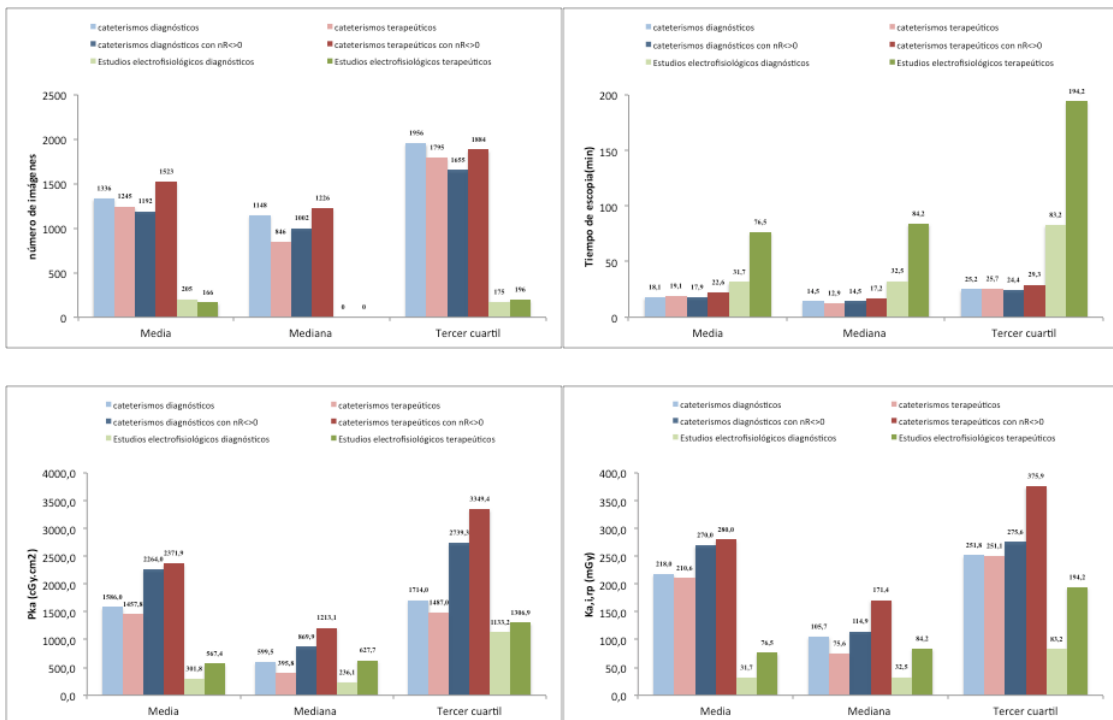 cateterismos diagnósticos cateterismos terapeúticos
cateterismos diagnósticos con nR<>0 cateterismos terapeúticos con nR<>0
Estudios electrofisiológicos diagnósticos Estudios electrofisiológicos terapeúticos
número de imágenes
2500
2000
1500
1000
500
0
1336 1245 1192 1523 205 166
1148 846 1002 1226 0 0
1956 1795 1655 1884 175 196
Media Mediana Tercer cuartil
cateterismos diagnósticos cateterismos terapeúticos
cateterismos diagnósticos con nR<>0 cateterismos terapeúticos con nR<>0
Estudios electrofisiológicos diagnósticos Estudios electrofisiológicos terapeúticos
Tiempo de escopia(min)
200
150
100
50
0
18,1 19,1 17,9 22,6 31,7 76,5
14,5 12,9 14,5 17,2 32,5 84,2
25,2 25,7 24,4 29,3 83,2 194,2
Media Mediana Tercer cuartil
cateterismos diagnósticos cateterismos terapeúticos
cateterismos diagnósticos con nR<>0 cateterismos terapeúticos con nR<>0
Estudios electrofisiológicos diagnósticos Estudios electrofisiológicos terapeúticos
Pka (cGy.cm2)
4000,0
3500,0
3000,0
2500,0
2000,0
1500,0
1000,0
500,0
0,0
1586,0 1457,8 2264,0 2371,9 301,8 567,4
599,5 395,8 869,9 1213,1 236,1 627,7
1714,0 1487,0 2739,3 3349,4 1133,2 1306,9
Media Mediana Tercer cuartil
cateterismos diagnósticos cateterismos terapeúticos
cateterismos diagnósticos con nR<>0 cateterismos terapeúticos con nR<>0
Estudios electrofisiológicos diagnósticos Estudios electrofisiológicos terapeúticos
Ka,i,rp (mGy)
400,0
350,0
300,0
250,0
200,0
150,0
100,0
50,0
0,0
218,0 210,6 270,0 280,0 31,7 76,5
105,7 75,6 114,9 171,4 32,5 84,2
251,8 251,1 275,6 375,9 83,2 194,2
Media Mediana Tercer cuartil